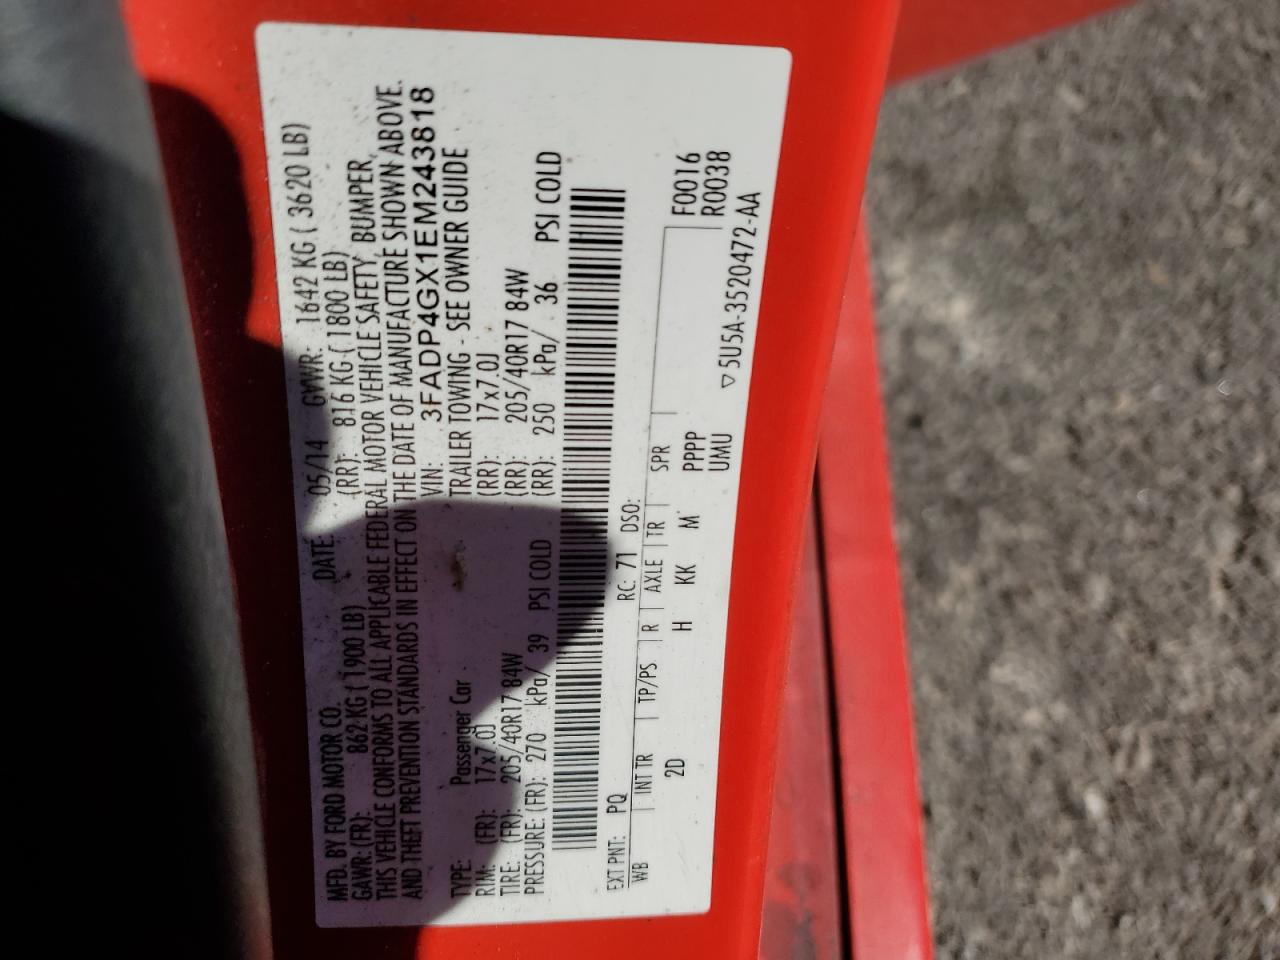 MFD. BY FORD MOTOR CO. DATE: 05/14 GVWR: 1642 KG ( 3620 LB)
GAWR: (FR): 862 KG ( 1900 LB) (RR): 816 KG ( 1800 LB)
THIS VEHICLE CONFORMS TO ALL APPLICABLE FEDERAL MOTOR VEHICLE SAFETY, BUMPER,
AND THEFT PREVENTION STANDARDS IN EFFECT ON THE DATE OF MANUFACTURE SHOWN ABOVE.
VIN: 3FADP4GX1EM243818
TYPE: Passenger Car TRAILER TOWING - SEE OWNER GUIDE
RIM: (FR): 17x7.0J (RR): 17x7.0J
TIRE: (FR): 205/40R17 84W (RR): 205/40R17 84W
PRESSURE: (FR): 270 kPa/ 39 PSI COLD (RR): 250 kPa/ 36 PSI COLD
EXT PNT: PQ RC: 71 DSO: F0016
WB INT TR TP/PS R AXLE TR SPR R0038
2D H KK M PPPP
UMU
▽5U5A-3520472-AA